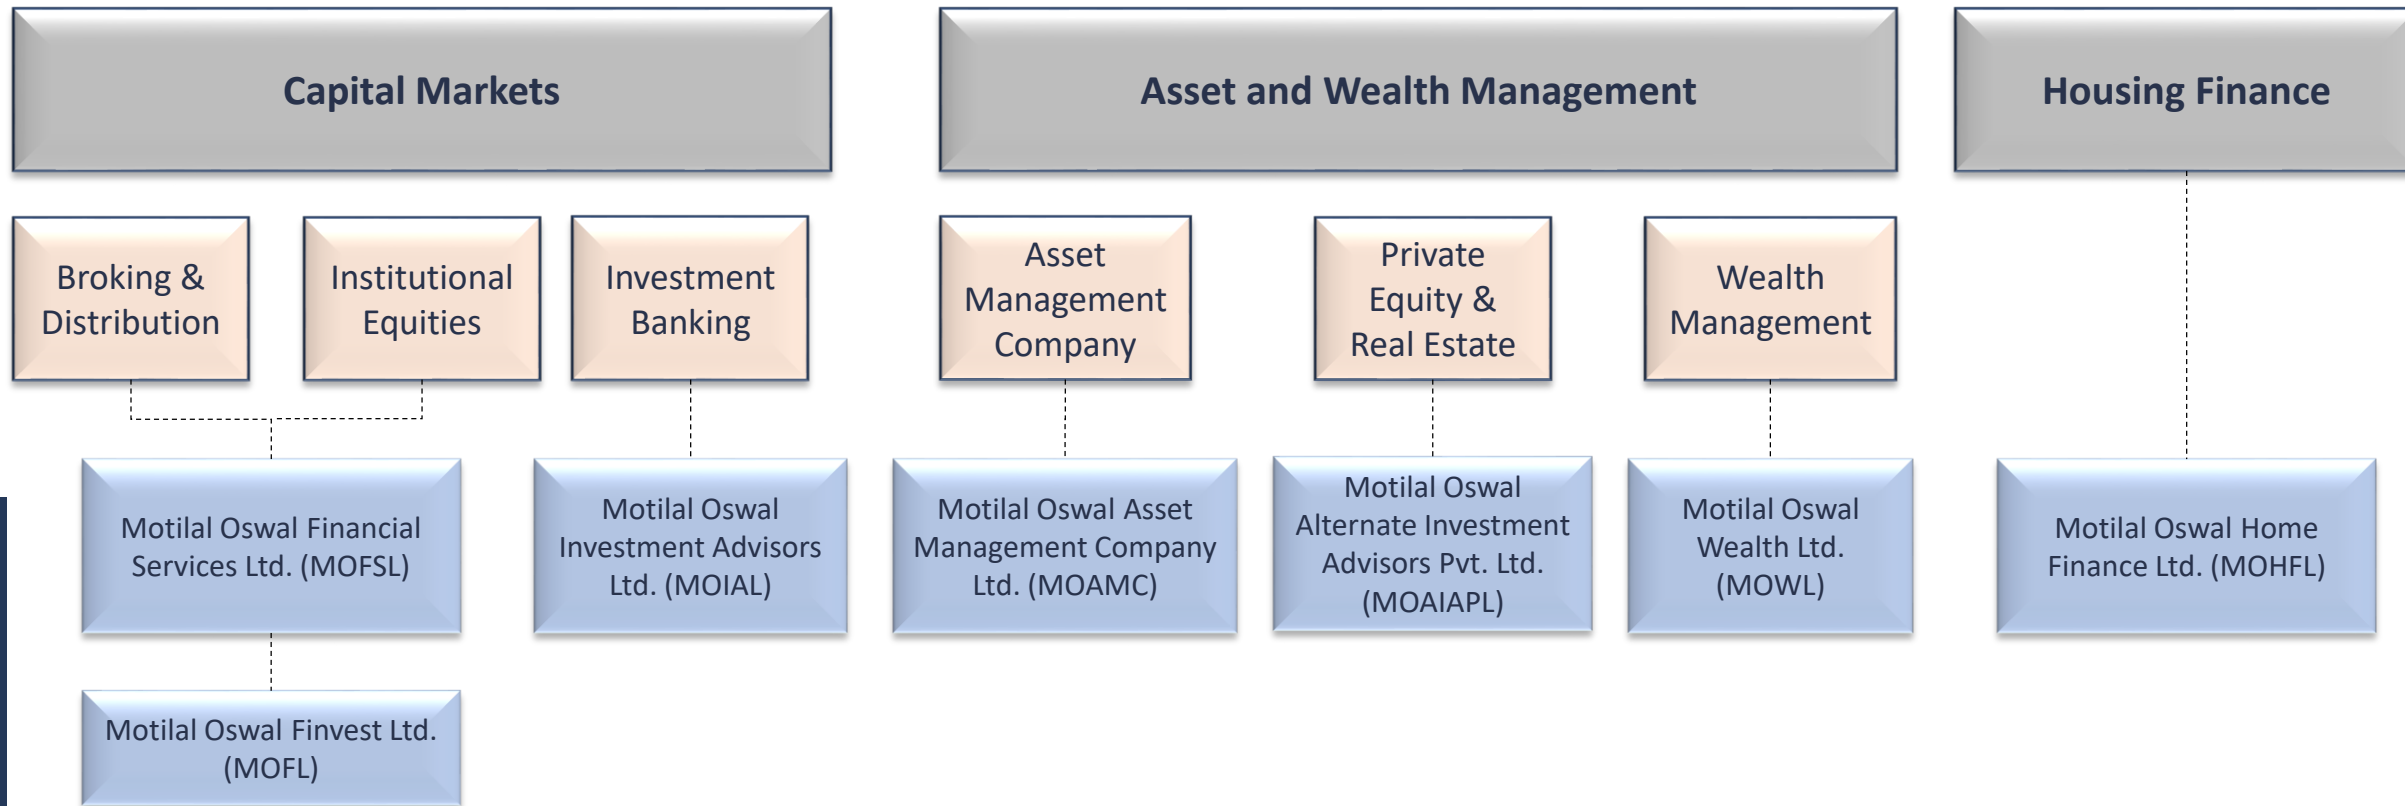 Capital Markets
Asset and Wealth Management
Housing Finance
Broking &
Distribution
Institutional
Equities
Investment
Banking
Asset
Management
Company
Private
Equity &
Real Estate
Wealth
Management
Motilal Oswal Financial
Services Ltd. (MOFSL)
Motilal Oswal
Investment Advisors
Ltd. (MOIAL)
Motilal Oswal Asset
Management Company
Ltd. (MOAMC)
Motilal Oswal
Alternate Investment
Advisors Pvt. Ltd.
(MOAIAPL)
Motilal Oswal
Wealth Ltd.
(MOWL)
Motilal Oswal Home
Finance Ltd. (MOHFL)
Motilal Oswal Finvest Ltd.
(MOFL)